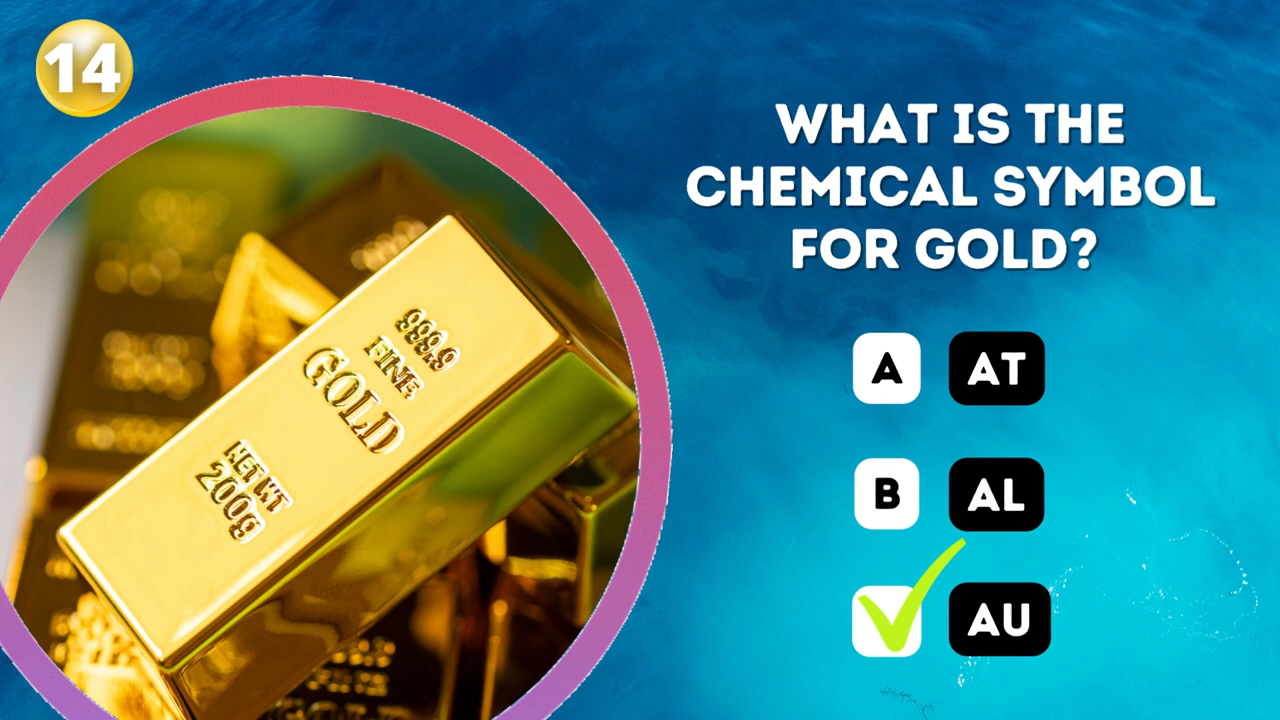 14
WHAT IS THE
CHEMICAL SYMBOL
FOR GOLD?
A AT
B AL
AU
999.9
FINE
GOLD
NET WT
200g